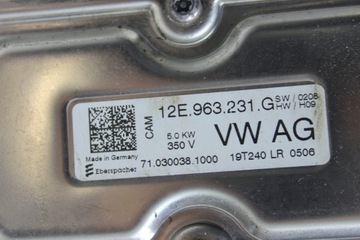 12E.963.231.G SW / 0208
HW / H09
CAM
5.0 KW
350 V
VW AG
Made in Germany
Eberspächer
71.030038.1000
19T240 LR 0506